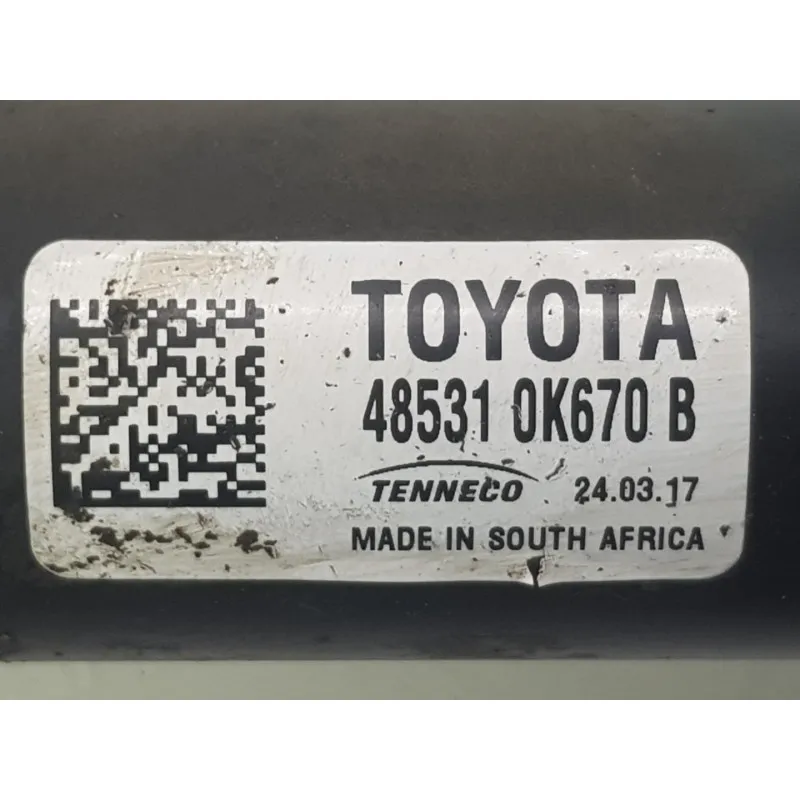 TOYOTA
48531 0K670 B
TENNECO 24.03.17
MADE IN SOUTH AFRICA